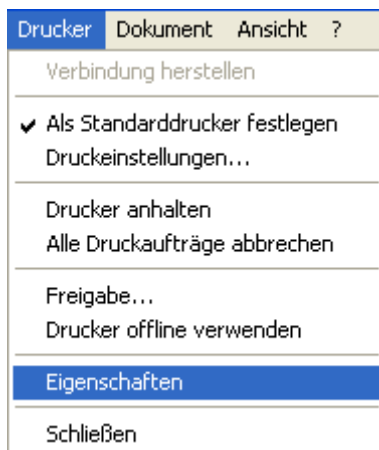 Drucker Dokument Ansicht ?
Verbindung herstellen
Als Standarddrucker festlegen
Druckeinstellungen...
Drucker anhalten
Alle Druckaufträge abbrechen
Freigabe...
Drucker offline verwenden
Eigenschaften
Schließen